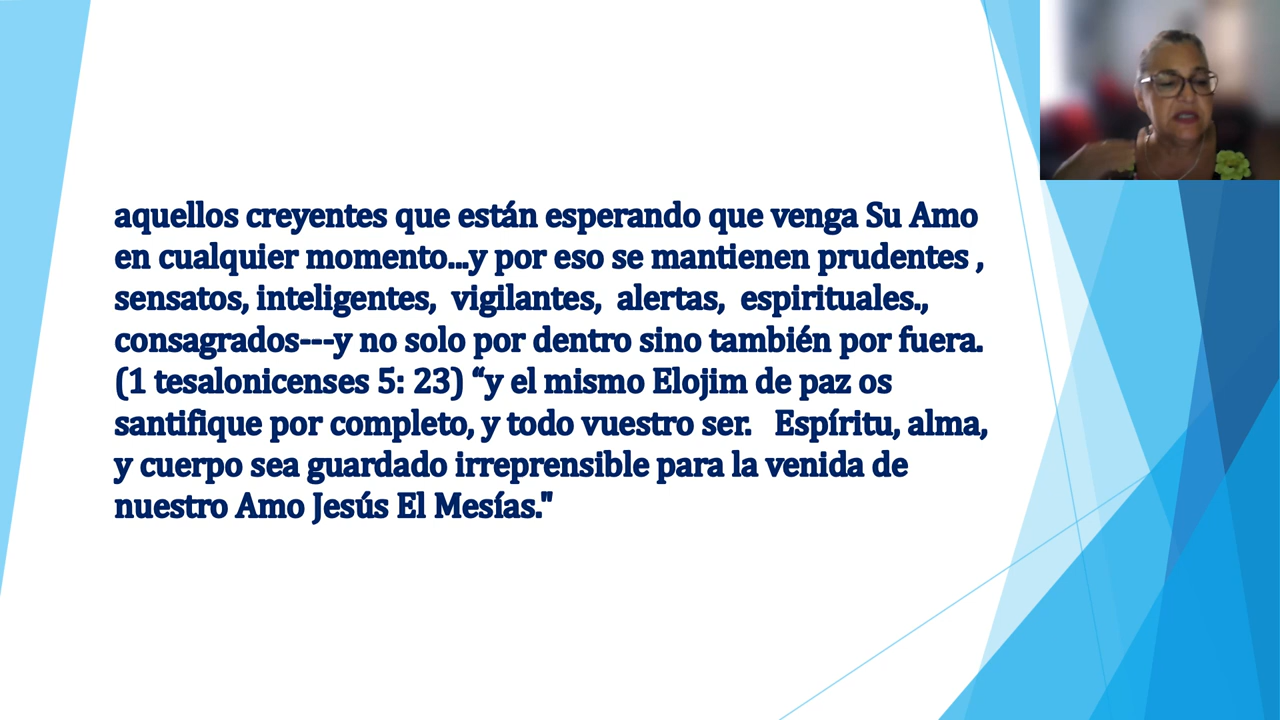 aquellos creyentes que están esperando que venga Su Amo
en cualquier momento...y por eso se mantienen prudentes ,
sensatos, inteligentes, vigilantes, alertas, espirituales.,
consagrados---y no solo por dentro sino también por fuera.
(1 tesalonicenses 5: 23) “y el mismo Elojim de paz os
santifique por completo, y todo vuestro ser. Espíritu, alma,
y cuerpo sea guardado irreprensible para la venida de
nuestro Amo Jesús El Mesías."